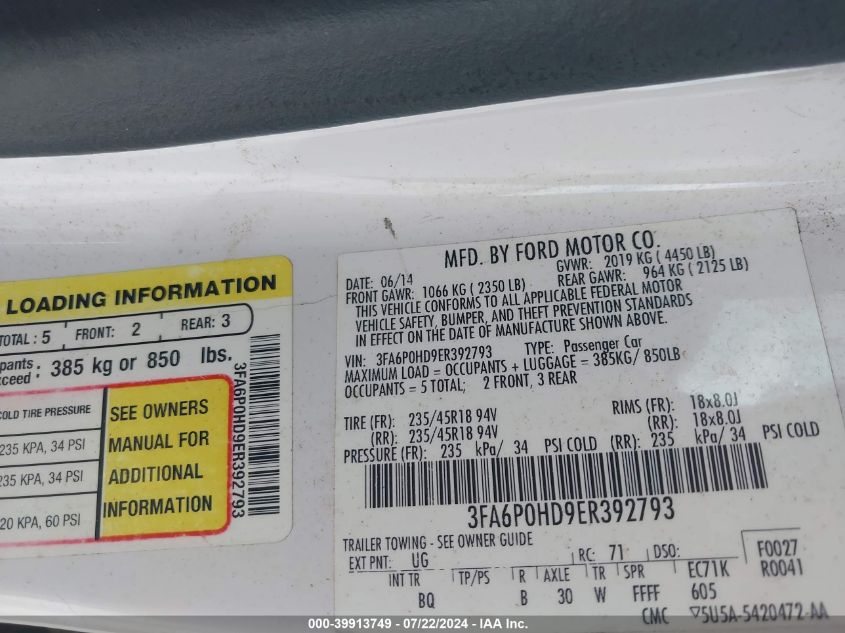 LOADING INFORMATION
TOTAL : 5 FRONT: 2 REAR: 3
385 kg or 850 lbs.
COLD TIRE PRESSURE
235 KPA, 34 PSI
235 KPA, 34 PSI
20 KPA, 60 PSI
SEE OWNERS
MANUAL FOR
ADDITIONAL
INFORMATION
3FA6P0HD9ER392793
MFD. BY FORD MOTOR CO.
DATE: 06/14 GVWR: 2019 KG ( 4450 LB)
FRONT GAWR: 1066 KG ( 2350 LB) REAR GAWR: 964 KG ( 2125 LB)
THIS VEHICLE CONFORMS TO ALL APPLICABLE FEDERAL MOTOR
VEHICLE SAFETY, BUMPER, AND THEFT PREVENTION STANDARDS
IN EFFECT ON THE DATE OF MANUFACTURE SHOWN ABOVE.
VIN: 3FA6P0HD9ER392793 TYPE: Passenger Car
MAXIMUM LOAD = OCCUPANTS + LUGGAGE = 385KG/ 850LB
OCCUPANTS = 5 TOTAL; 2 FRONT, 3 REAR
TIRE (FR): 235/45R18 94V RIMS (FR): 18x8.0J
(RR): 235/45R18 94V (RR): 18x8.0J
PRESSURE (FR): 235 kPa/ 34 PSI COLD (RR): 235 kPa/ 34 PSI COLD
3FA6P0HD9ER392793
TRAILER TOWING - SEE OWNER GUIDE
EXT PNT: UG RC: 71 DSO: F0027
INT TR TP/PS R AXLE TR SPR EC71K R0041
BQ B 30 W FFFF 605
CMC ▽5U5A-5420472-AA
000-39913749 - 07/22/2024 - IAAI.COM